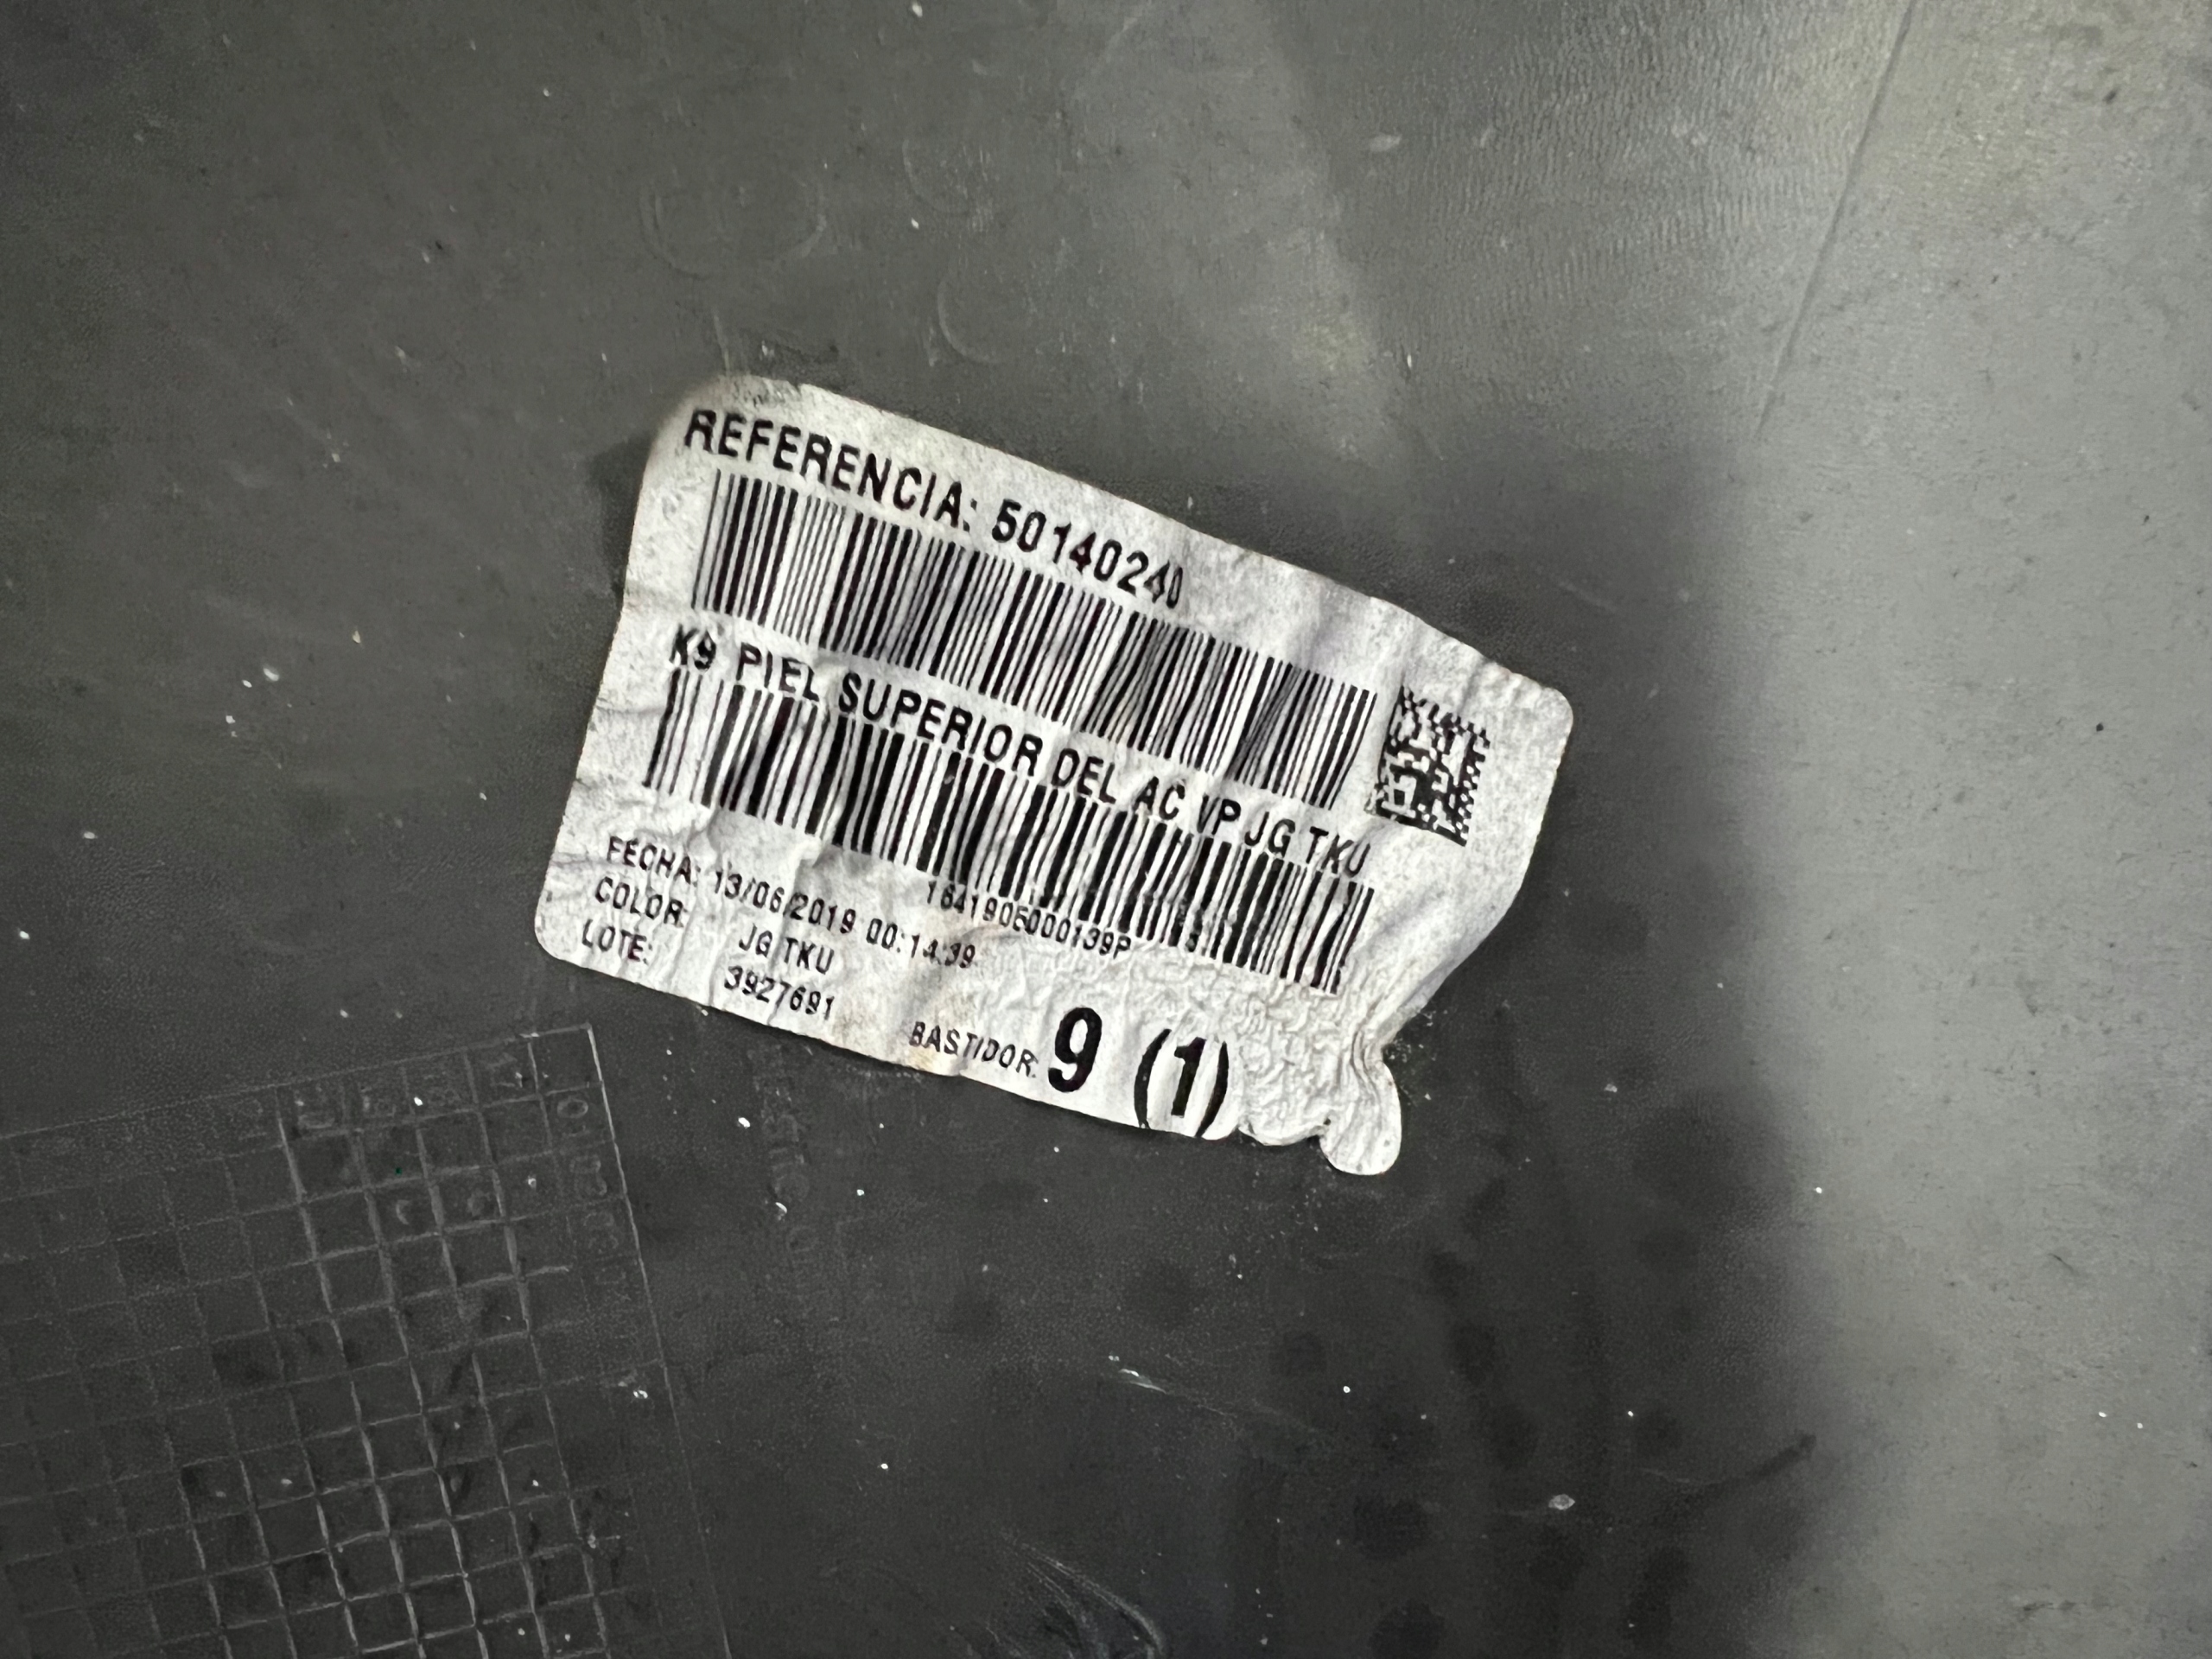 REFERENCIA: 50140240
K9 PIEL SUPERIOR DEL AC VP JG TKU
1641905000139P
FECHA: 13/06/2019 00:14:39
COLOR: JG TKU
LOTE: 3927691
BASTIDOR: 9 (1)